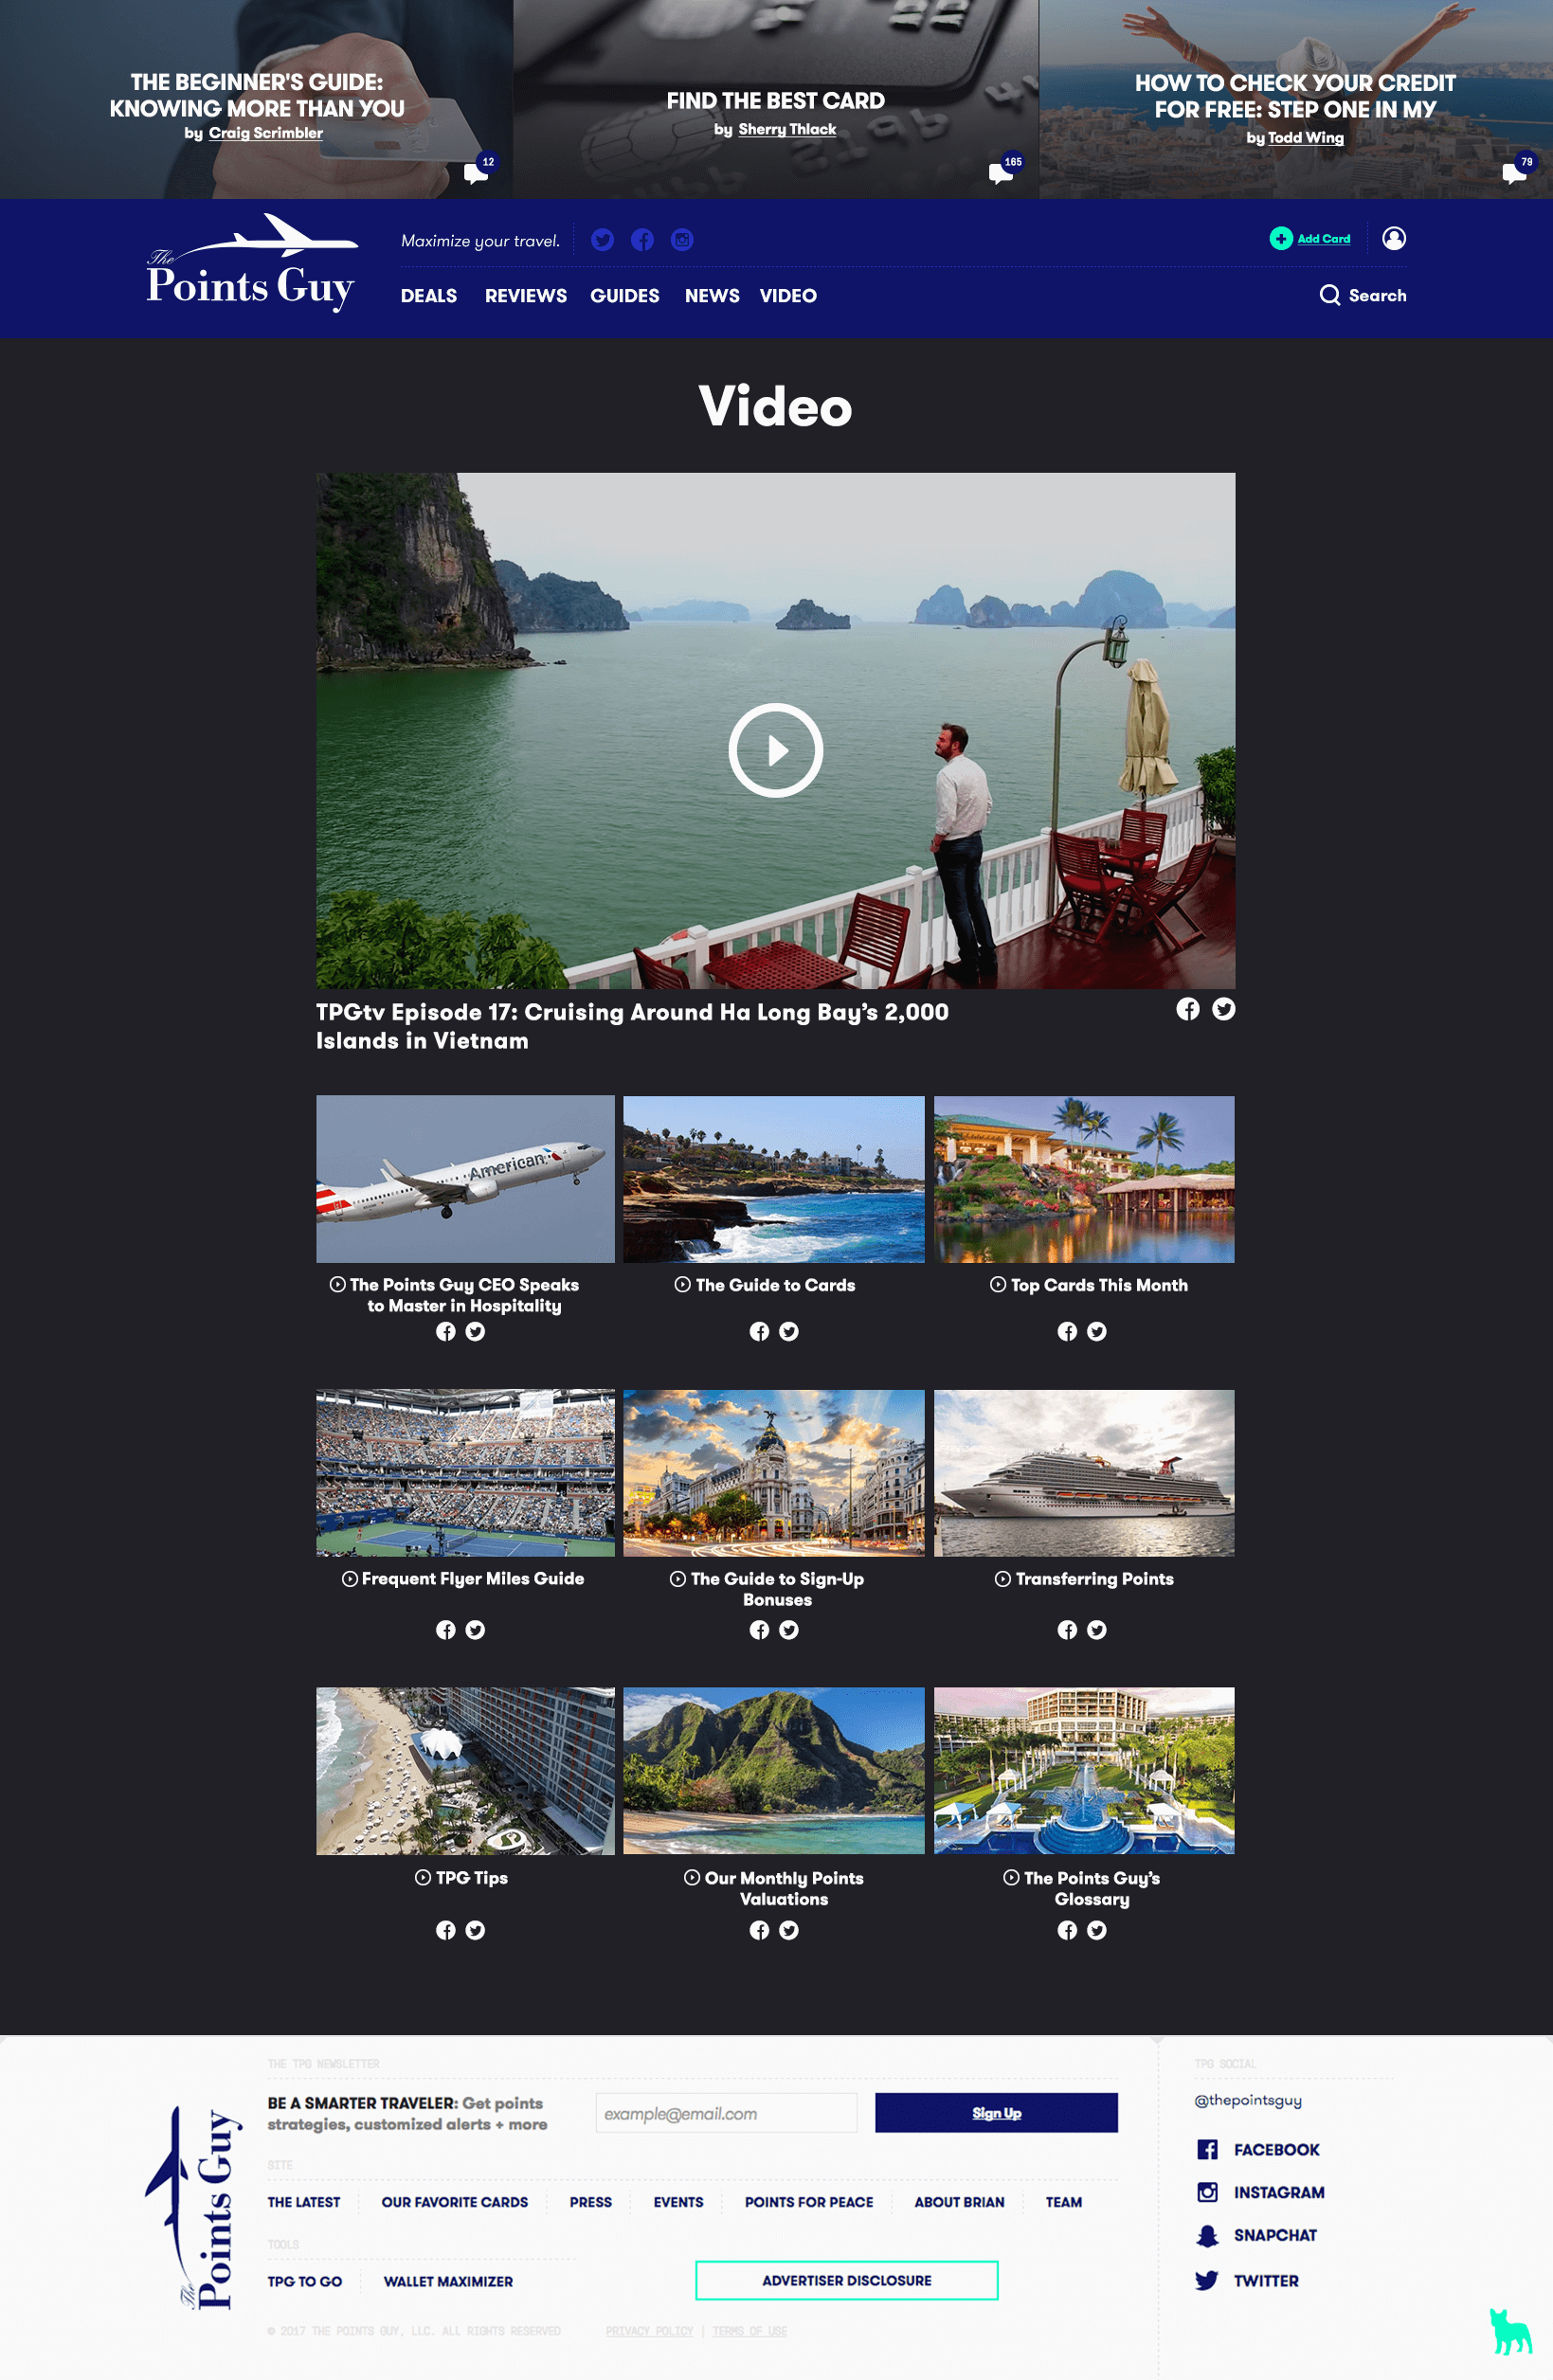 THE BEGINNER'S GUIDE:
KNOWING MORE THAN YOU
by Craig Scrimbler
12
FIND THE BEST CARD
by Sherry Thlack
165
HOW TO CHECK YOUR CREDIT
FOR FREE: STEP ONE IN MY
by Todd Wing
79
The
Points Guy
Maximize your travel.
Add Card
DEALS REVIEWS GUIDES NEWS VIDEO
Search
Video
TPGtv Episode 17: Cruising Around Ha Long Bay’s 2,000
Islands in Vietnam
American
The Points Guy CEO Speaks
to Master in Hospitality
The Guide to Cards
Top Cards This Month
Frequent Flyer Miles Guide
The Guide to Sign-Up
Bonuses
Transferring Points
TPG Tips
Our Monthly Points
Valuations
The Points Guy’s
Glossary
The
Points Guy
THE TPG NEWSLETTER
BE A SMARTER TRAVELER: Get points
strategies, customized alerts + more
example@email.com
Sign Up
SITE
THE LATEST OUR FAVORITE CARDS PRESS EVENTS POINTS FOR PEACE ABOUT BRIAN TEAM
TOOLS
TPG TO GO WALLET MAXIMIZER
ADVERTISER DISCLOSURE
© 2017 THE POINTS GUY, LLC. ALL RIGHTS RESERVED PRIVACY POLICY | TERMS OF USE
TPG SOCIAL
@thepointsguy
FACEBOOK
INSTAGRAM
SNAPCHAT
TWITTER